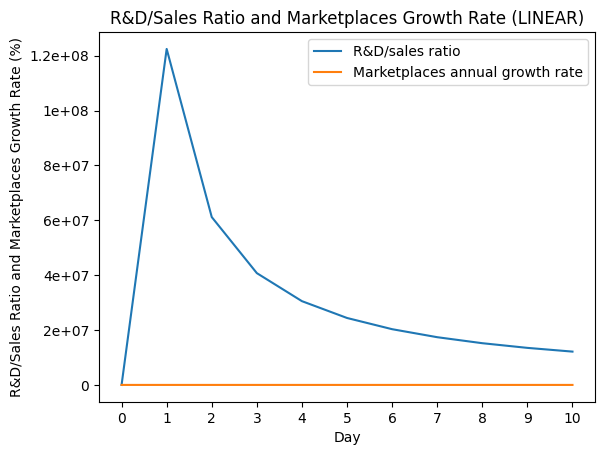 R&D/Sales Ratio and Marketplaces Growth Rate (LINEAR)
R&D/sales ratio
Marketplaces annual growth rate
R&D/Sales Ratio and Marketplaces Growth Rate (%)
1.2e+08
1e+08
8e+07
6e+07
4e+07
2e+07
0
0 1 2 3 4 5 6 7 8 9 10
Day